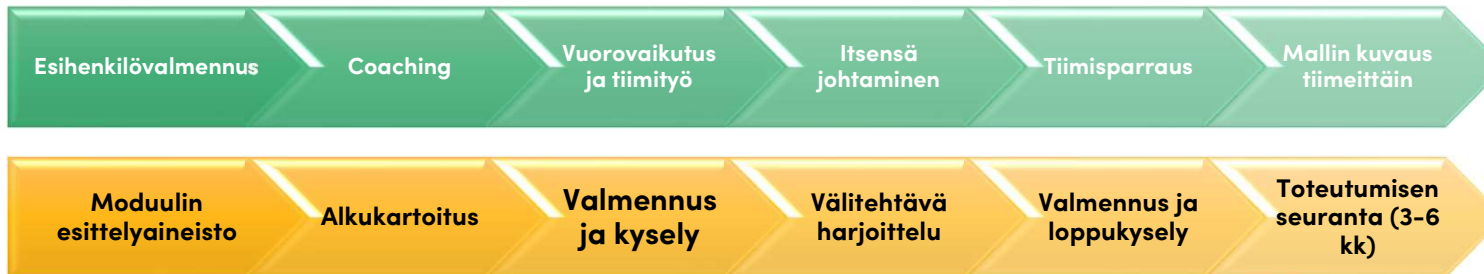 Esihenkilövalmennus
Coaching
Vuorovaikutus
ja tiimityö
Itsensä
johtaminen
Tiimisparraus
Mallin kuvaus
tiimeittäin
Moduulin
esittelyaineisto
Alkukartoitus
Valmennus
ja kysely
Välitehtävä
harjoittelu
Valmennus ja
loppukysely
Toteutumisen
seuranta (3-6
kk)